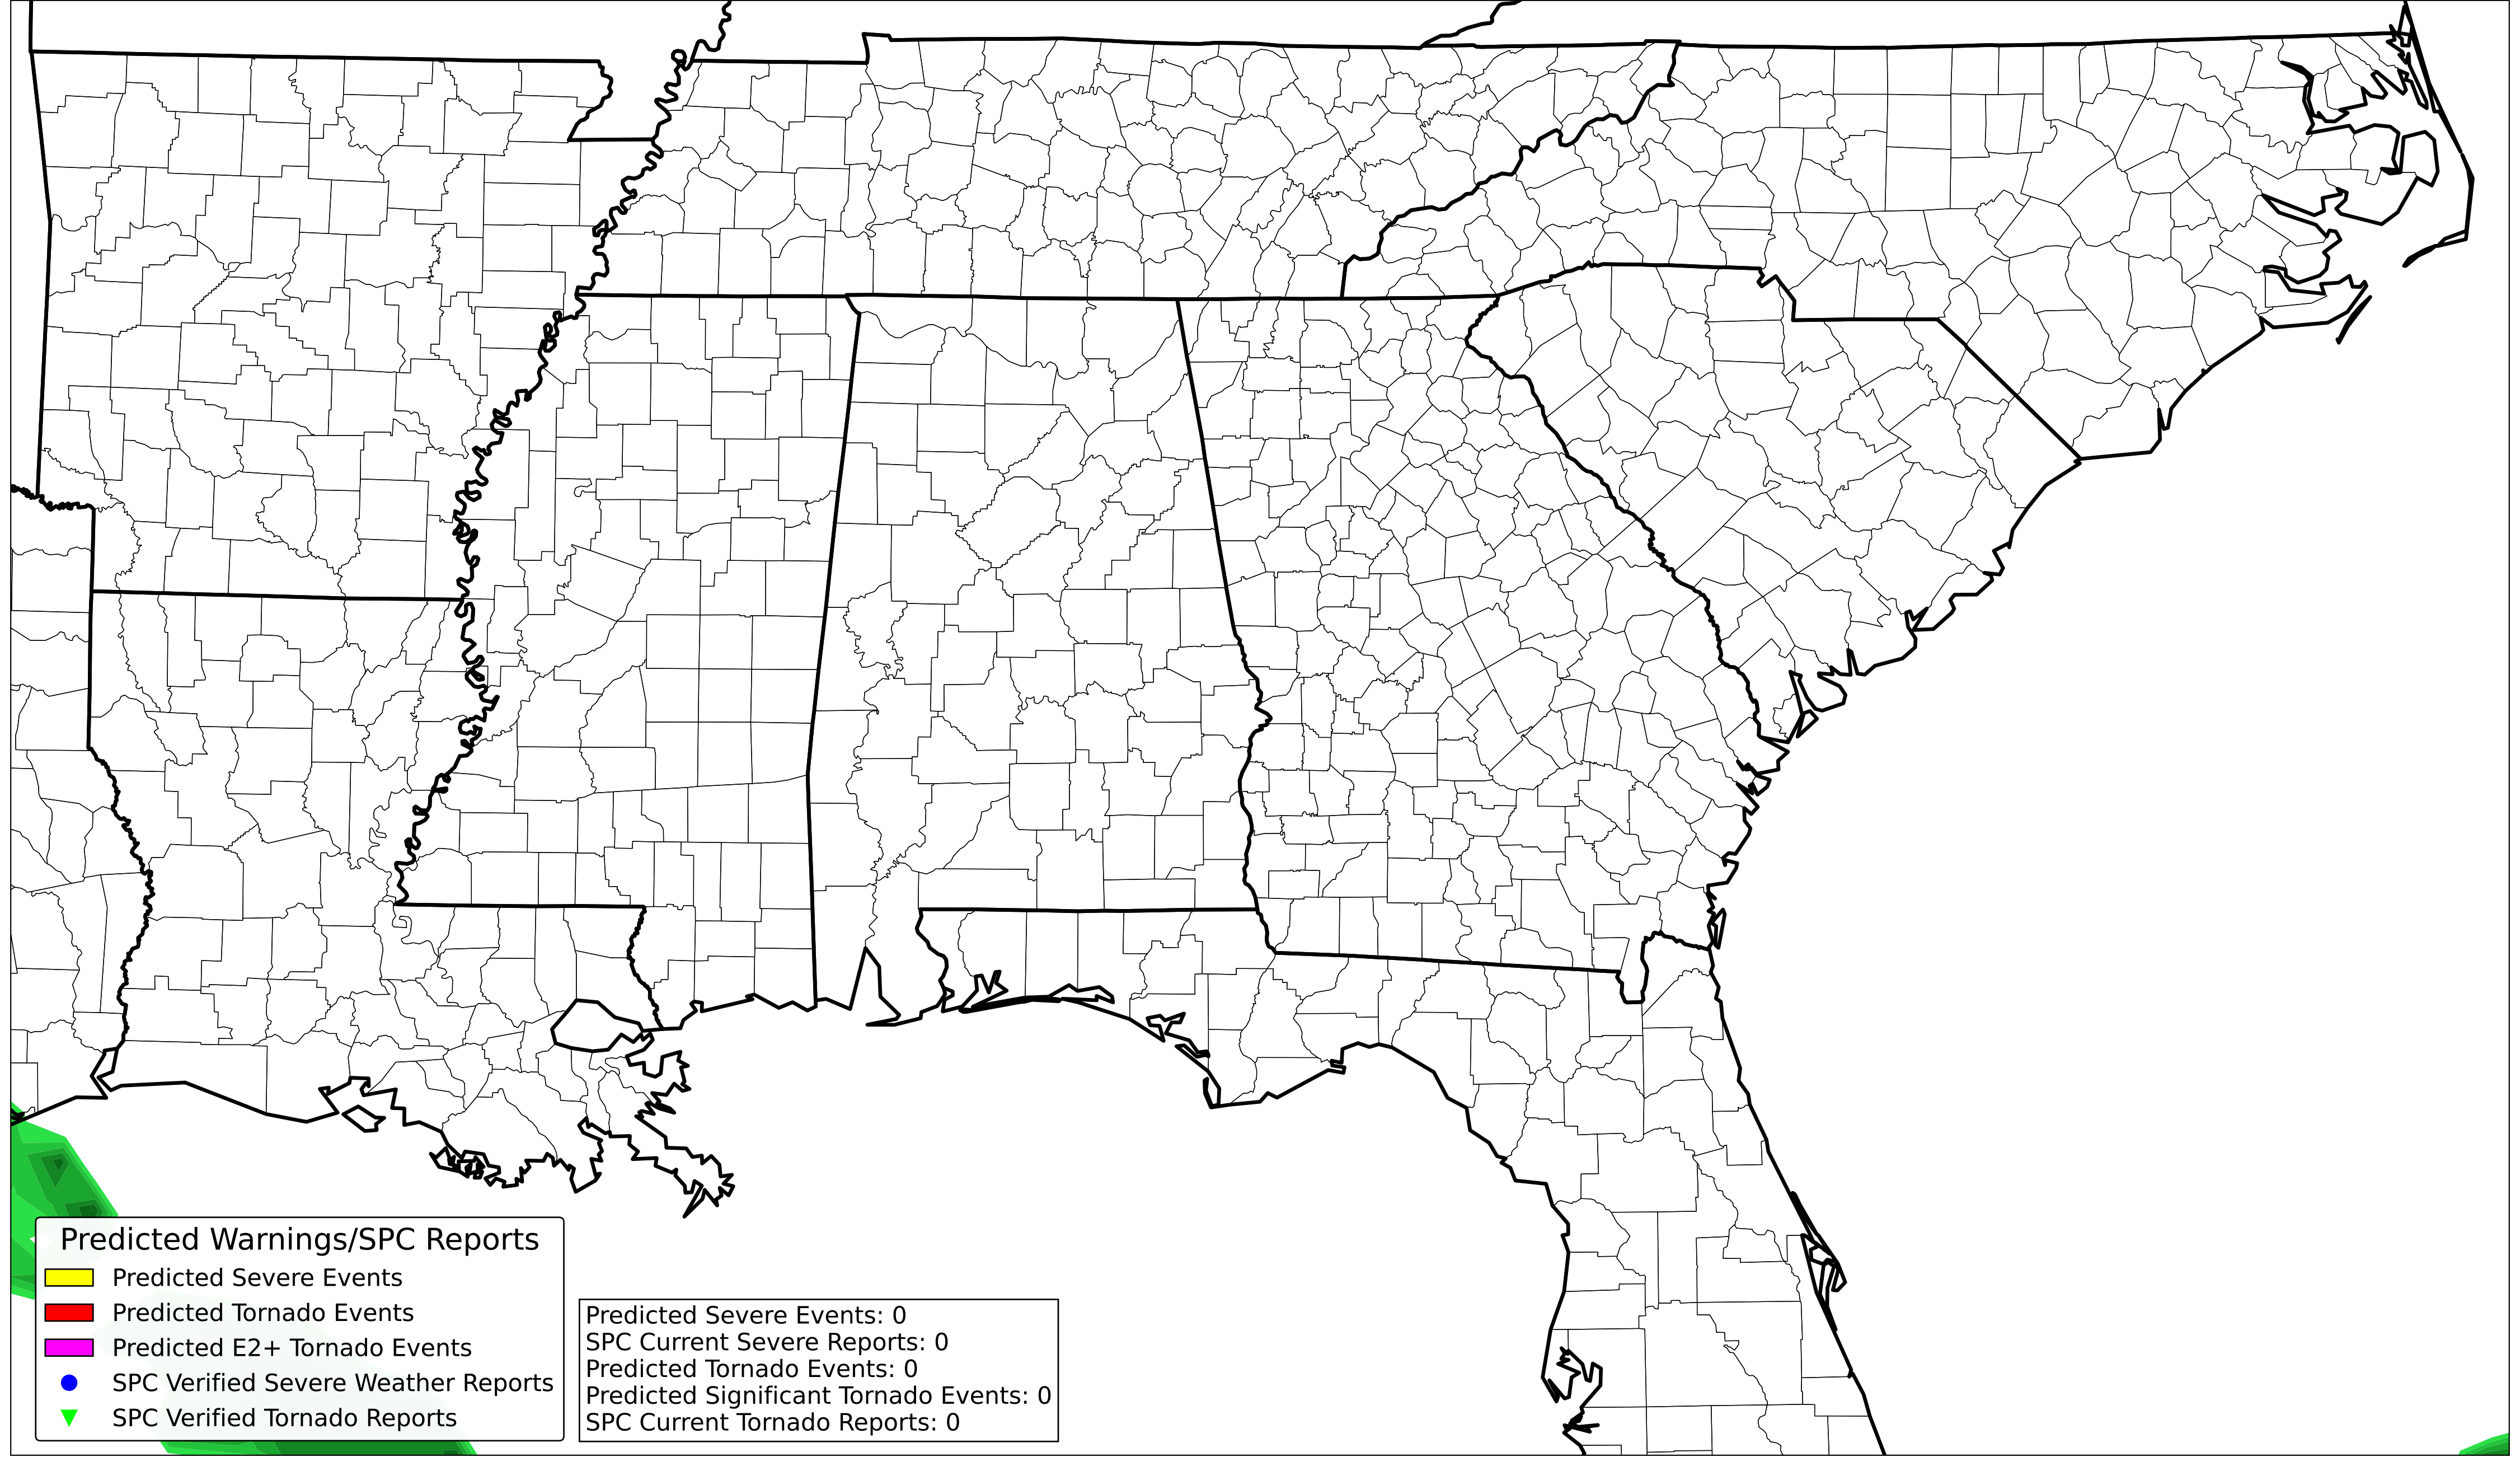 Predicted Warnings/SPC Reports
Predicted Severe Events
Predicted Tornado Events
Predicted E2+ Tornado Events
SPC Verified Severe Weather Reports
SPC Verified Tornado Reports
Predicted Severe Events: 0
SPC Current Severe Reports: 0
Predicted Tornado Events: 0
Predicted Significant Tornado Events: 0
SPC Current Tornado Reports: 0